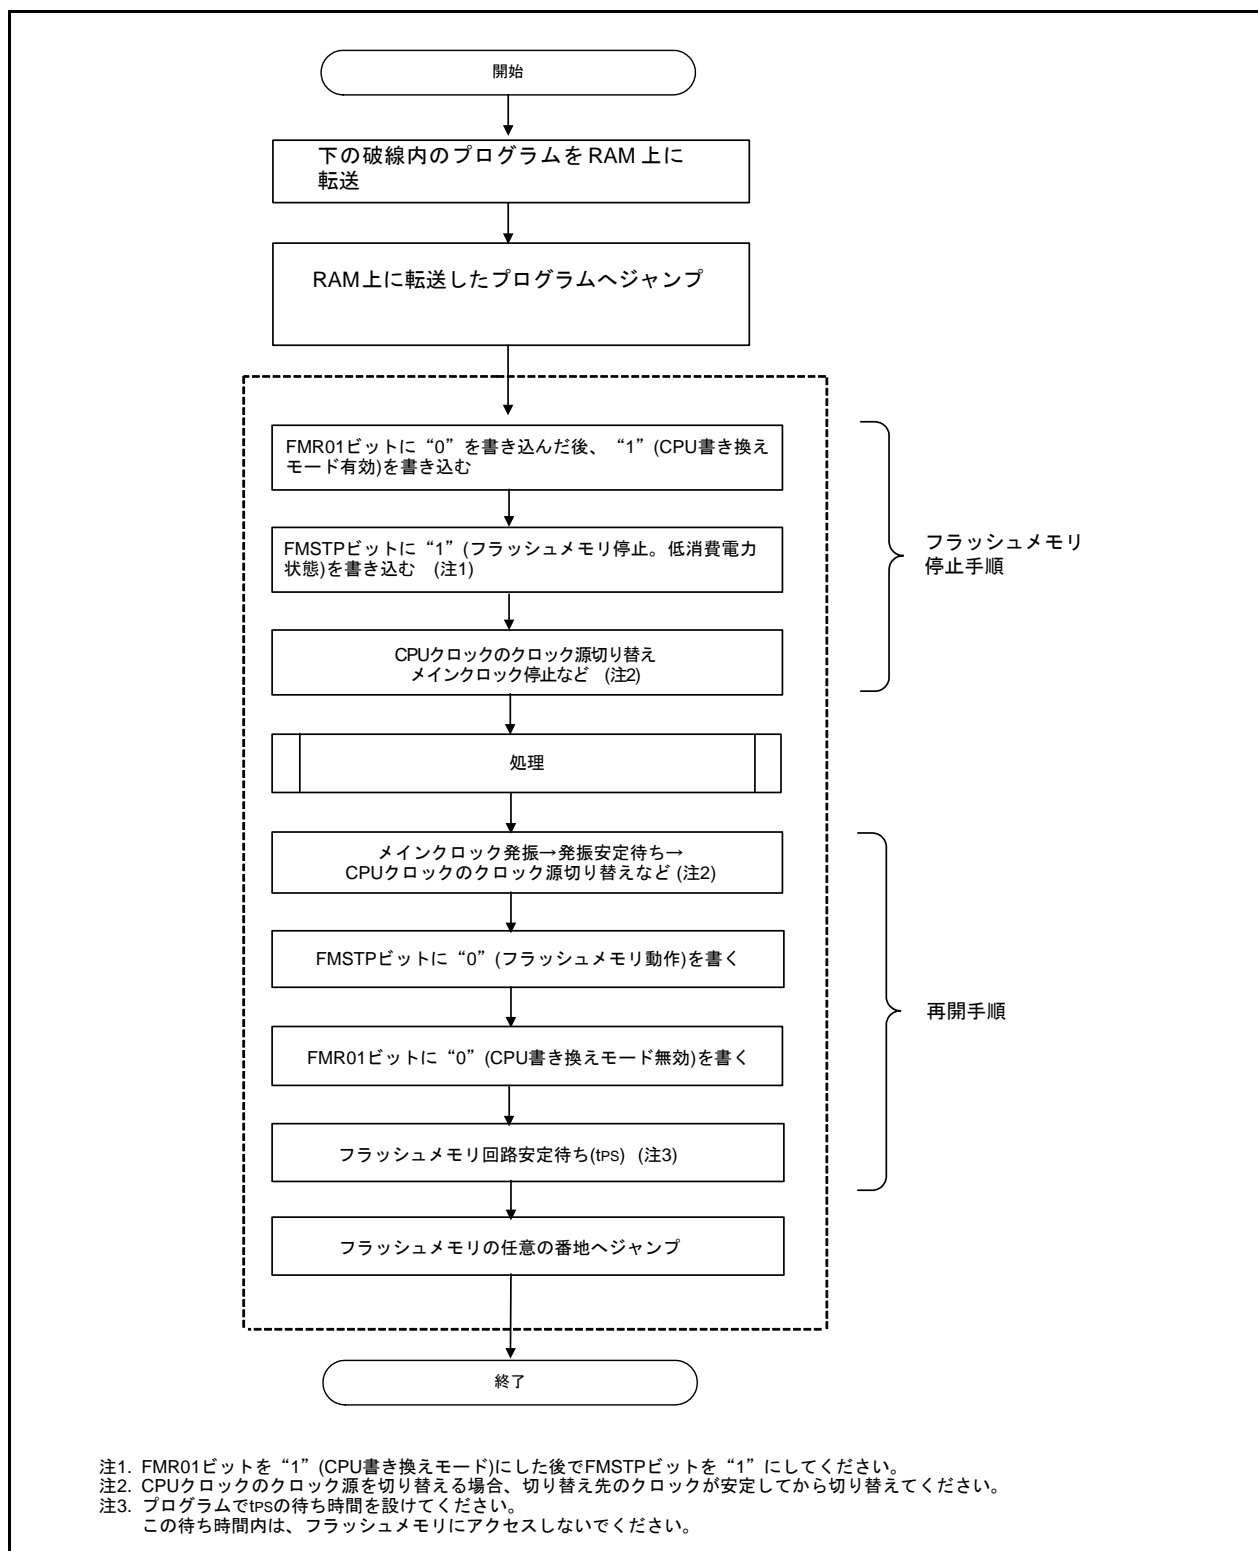 開始
下の破線内のプログラムを RAM 上に
転送
RAM上に転送したプログラムへジャンプ
FMR01ビットに“0”を書き込んだ後、“1”(CPU書き換え
モード有効)を書き込む
FMSTPビットに“1”(フラッシュメモリ停止。低消費電力
状態)を書き込む (注1)
CPUクロックのクロック源切り替え
メインクロック停止など (注2)
フラッシュメモリ
停止手順
処理
メインクロック発振→発振安定待ち→
CPUクロックのクロック源切り替えなど (注2)
FMSTPビットに“0”(フラッシュメモリ動作)を書く
FMR01ビットに“0”(CPU書き換えモード無効)を書く
フラッシュメモリ回路安定待ち(tPS) (注3)
再開手順
フラッシュメモリの任意の番地へジャンプ
終了
注1. FMR01ビットを“1”(CPU書き換えモード)にした後でFMSTPビットを“1”にしてください。
注2. CPUクロックのクロック源を切り替える場合、切り替え先のクロックが安定してから切り替えてください。
注3. プログラムでtPSの待ち時間を設けてください。
この待ち時間内は、フラッシュメモリにアクセスしないでください。